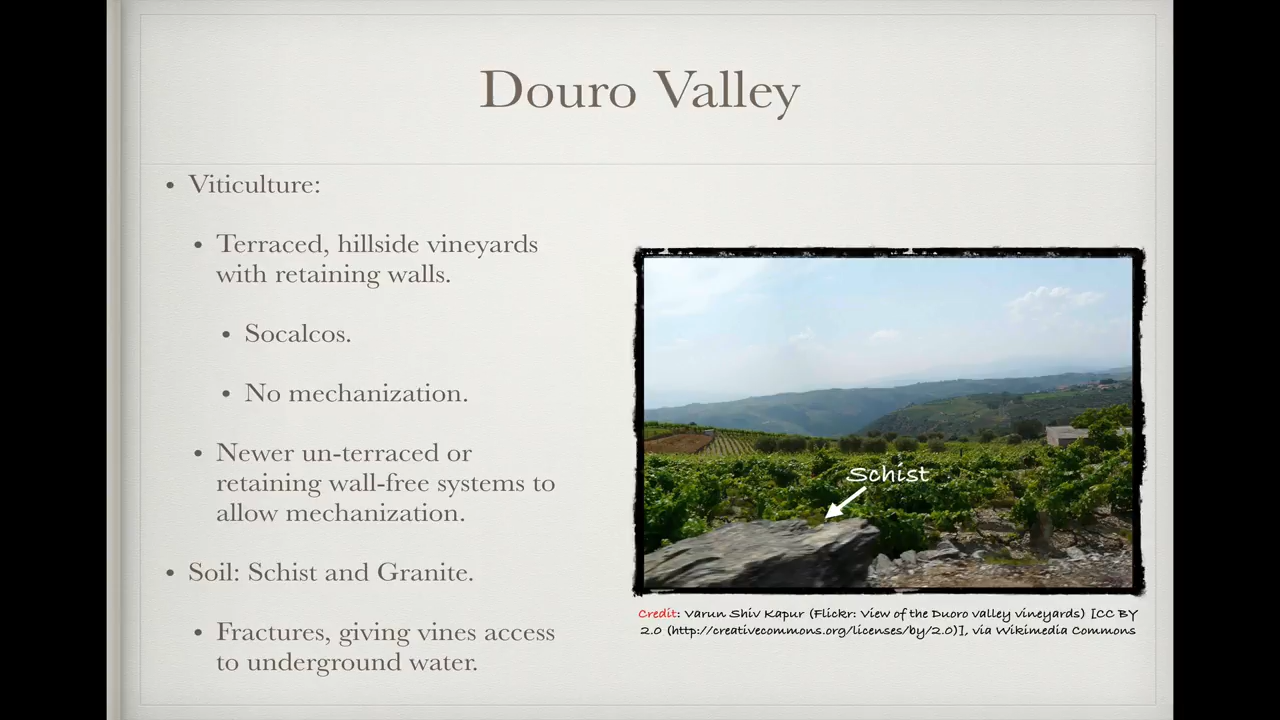 Douro Valley
• Viticulture:
• Terraced, hillside vineyards
with retaining walls.
• Socalcos.
• No mechanization.
• Newer un-terraced or
retaining wall-free systems to
allow mechanization.
• Soil: Schist and Granite.
• Fractures, giving vines access
to underground water.
Schist
Credit: Varun Shiv Kapur (Flickr: View of the Duoro valley vineyards) [CC BY
2.0 (http://creativecommons.org/licenses/by/2.0)], via Wikimedia Commons